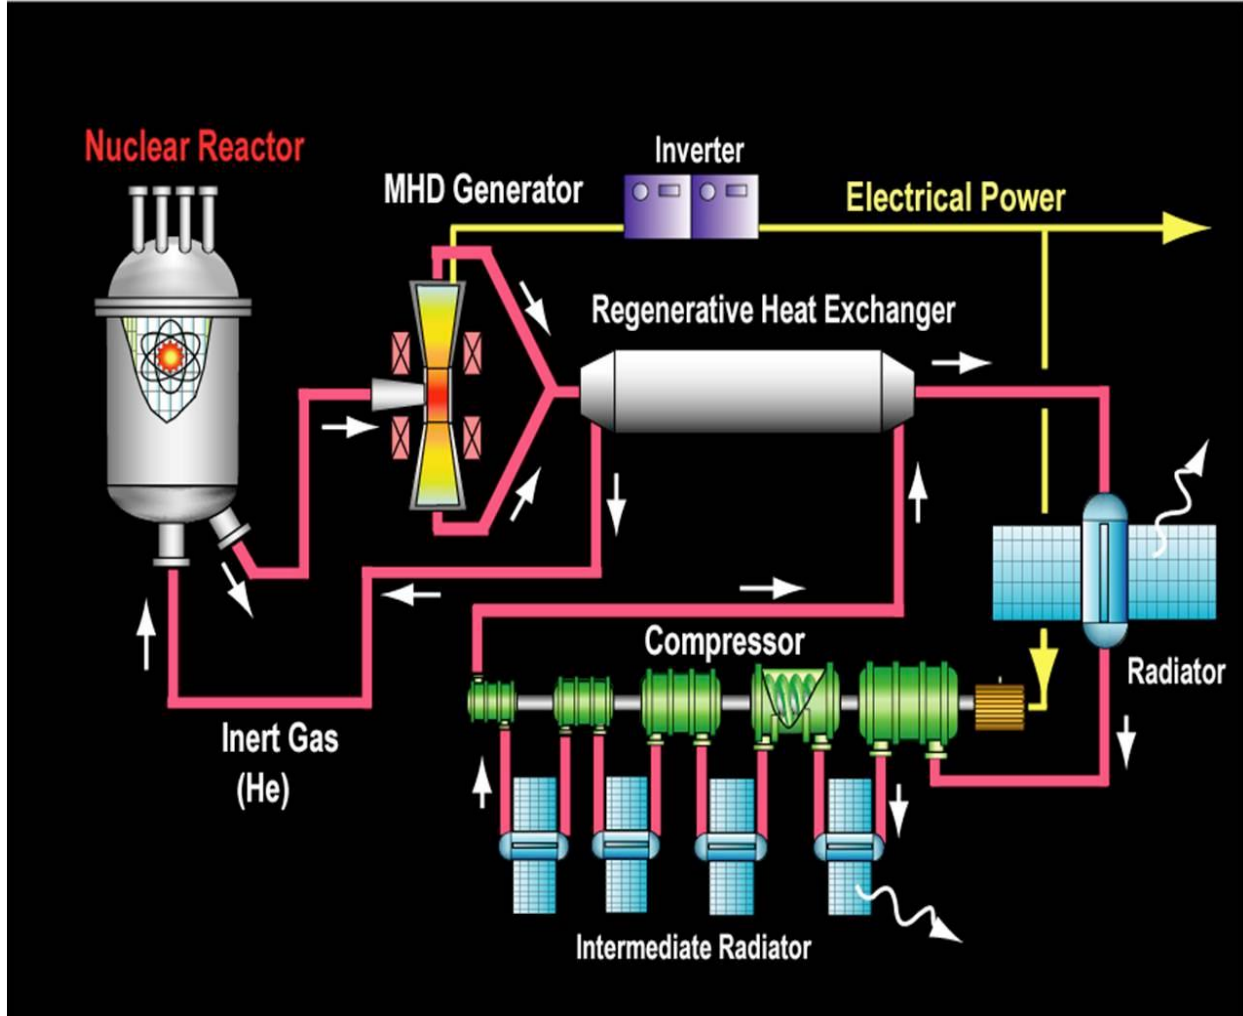 Nuclear Reactor
MHD Generator
Inverter
Electrical Power
Regenerative Heat Exchanger
Compressor
Radiator
Inert Gas
(He)
Intermediate Radiator